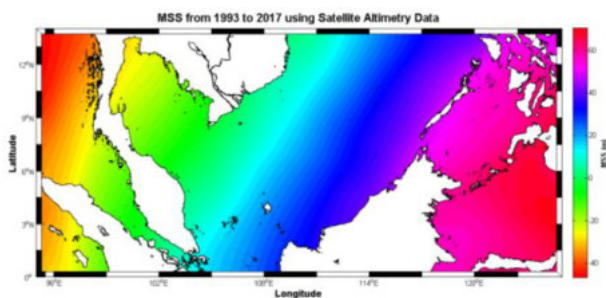 MSS from 1993 to 2017 using Satellite Altimetry Data
12°N
9°N
6°N
3°N
0°
96°E
102°E
108°E
114°E
120°E
Latitude
Longitude
60
40
20
0
-20
-40
MSS (m)